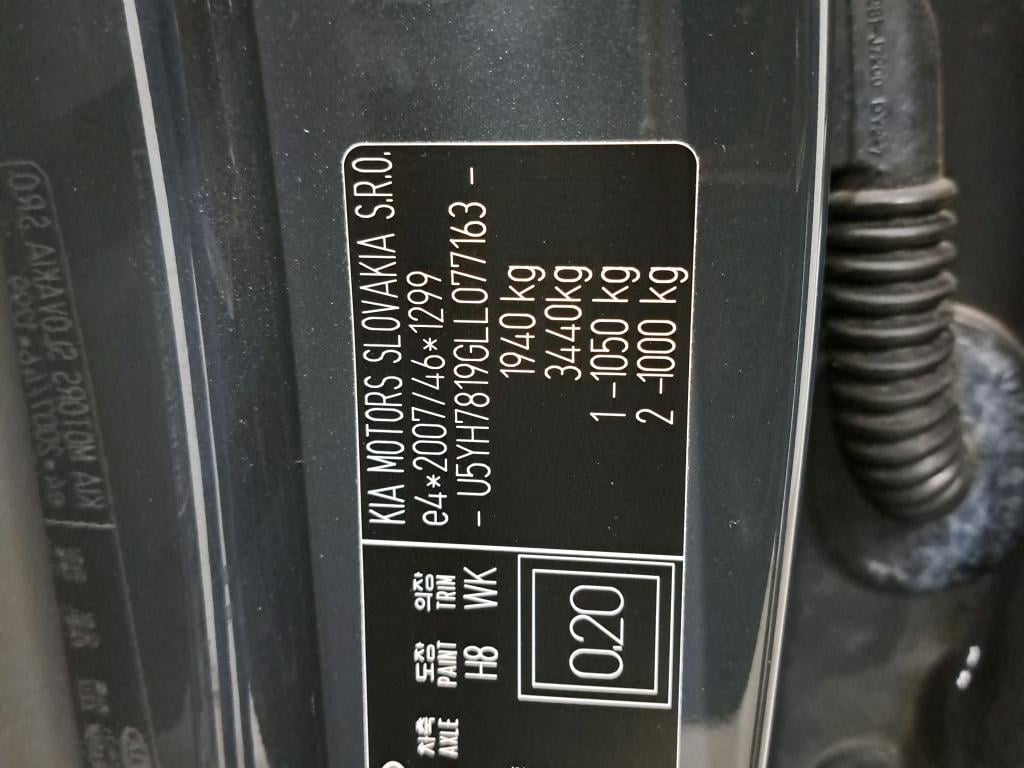 KIA MOTORS SLOVAKIA S.R.O.
e4*2007/46*1299
- U5YH7819GLL077163 -
1940 kg
3440kg
1 -1050 kg
2 -1000 kg
차축 도장 의장
AXLE PAINT TRIM
H8 WK
0.20